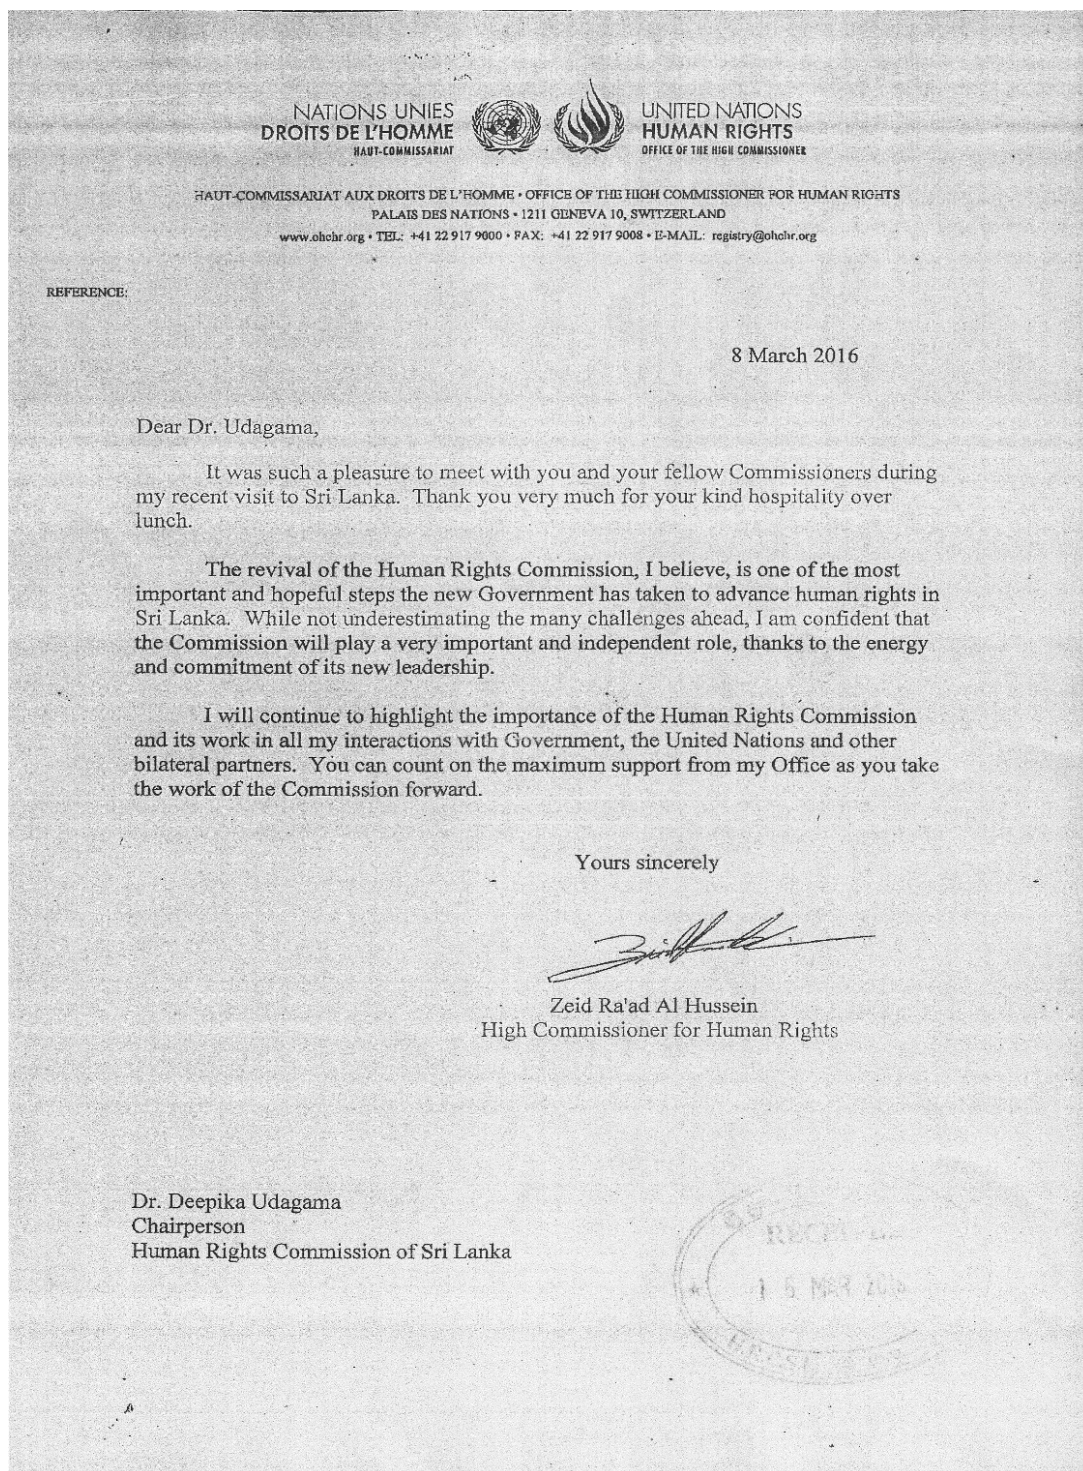 NATIONS UNIES
DROITS DE L'HOMME
HAUT-COMMISSARIAT
UNITED NATIONS
HUMAN RIGHTS
OFFICE OF THE HIGH COMMISSIONER
HAUT-COMMISSARIAT AUX DROITS DE L'HOMME • OFFICE OF THE HIGH COMMISSIONER FOR HUMAN RIGHTS
PALAIS DES NATIONS • 1211 GENEVA 10, SWITZERLAND
www.ohchr.org • TEL: +41 22 917 9000 • FAX: +41 22 917 9008 • E-MAIL: registry@ohchr.org
REFERENCE:
8 March 2016
Dear Dr. Udagama,
It was such a pleasure to meet with you and your fellow Commissioners during
my recent visit to Sri Lanka. Thank you very much for your kind hospitality over
lunch.
The revival of the Human Rights Commission, I believe, is one of the most
important and hopeful steps the new Government has taken to advance human rights in
Sri Lanka. While not underestimating the many challenges ahead, I am confident that
the Commission will play a very important and independent role, thanks to the energy
and commitment of its new leadership.
I will continue to highlight the importance of the Human Rights Commission
and its work in all my interactions with Government, the United Nations and other
bilateral partners. You can count on the maximum support from my Office as you take
the work of the Commission forward.
Yours sincerely
Zeid Ra'ad Al Hussein
High Commissioner for Human Rights
Dr. Deepika Udagama
Chairperson
Human Rights Commission of Sri Lanka
RECEIVED
MAR 2016